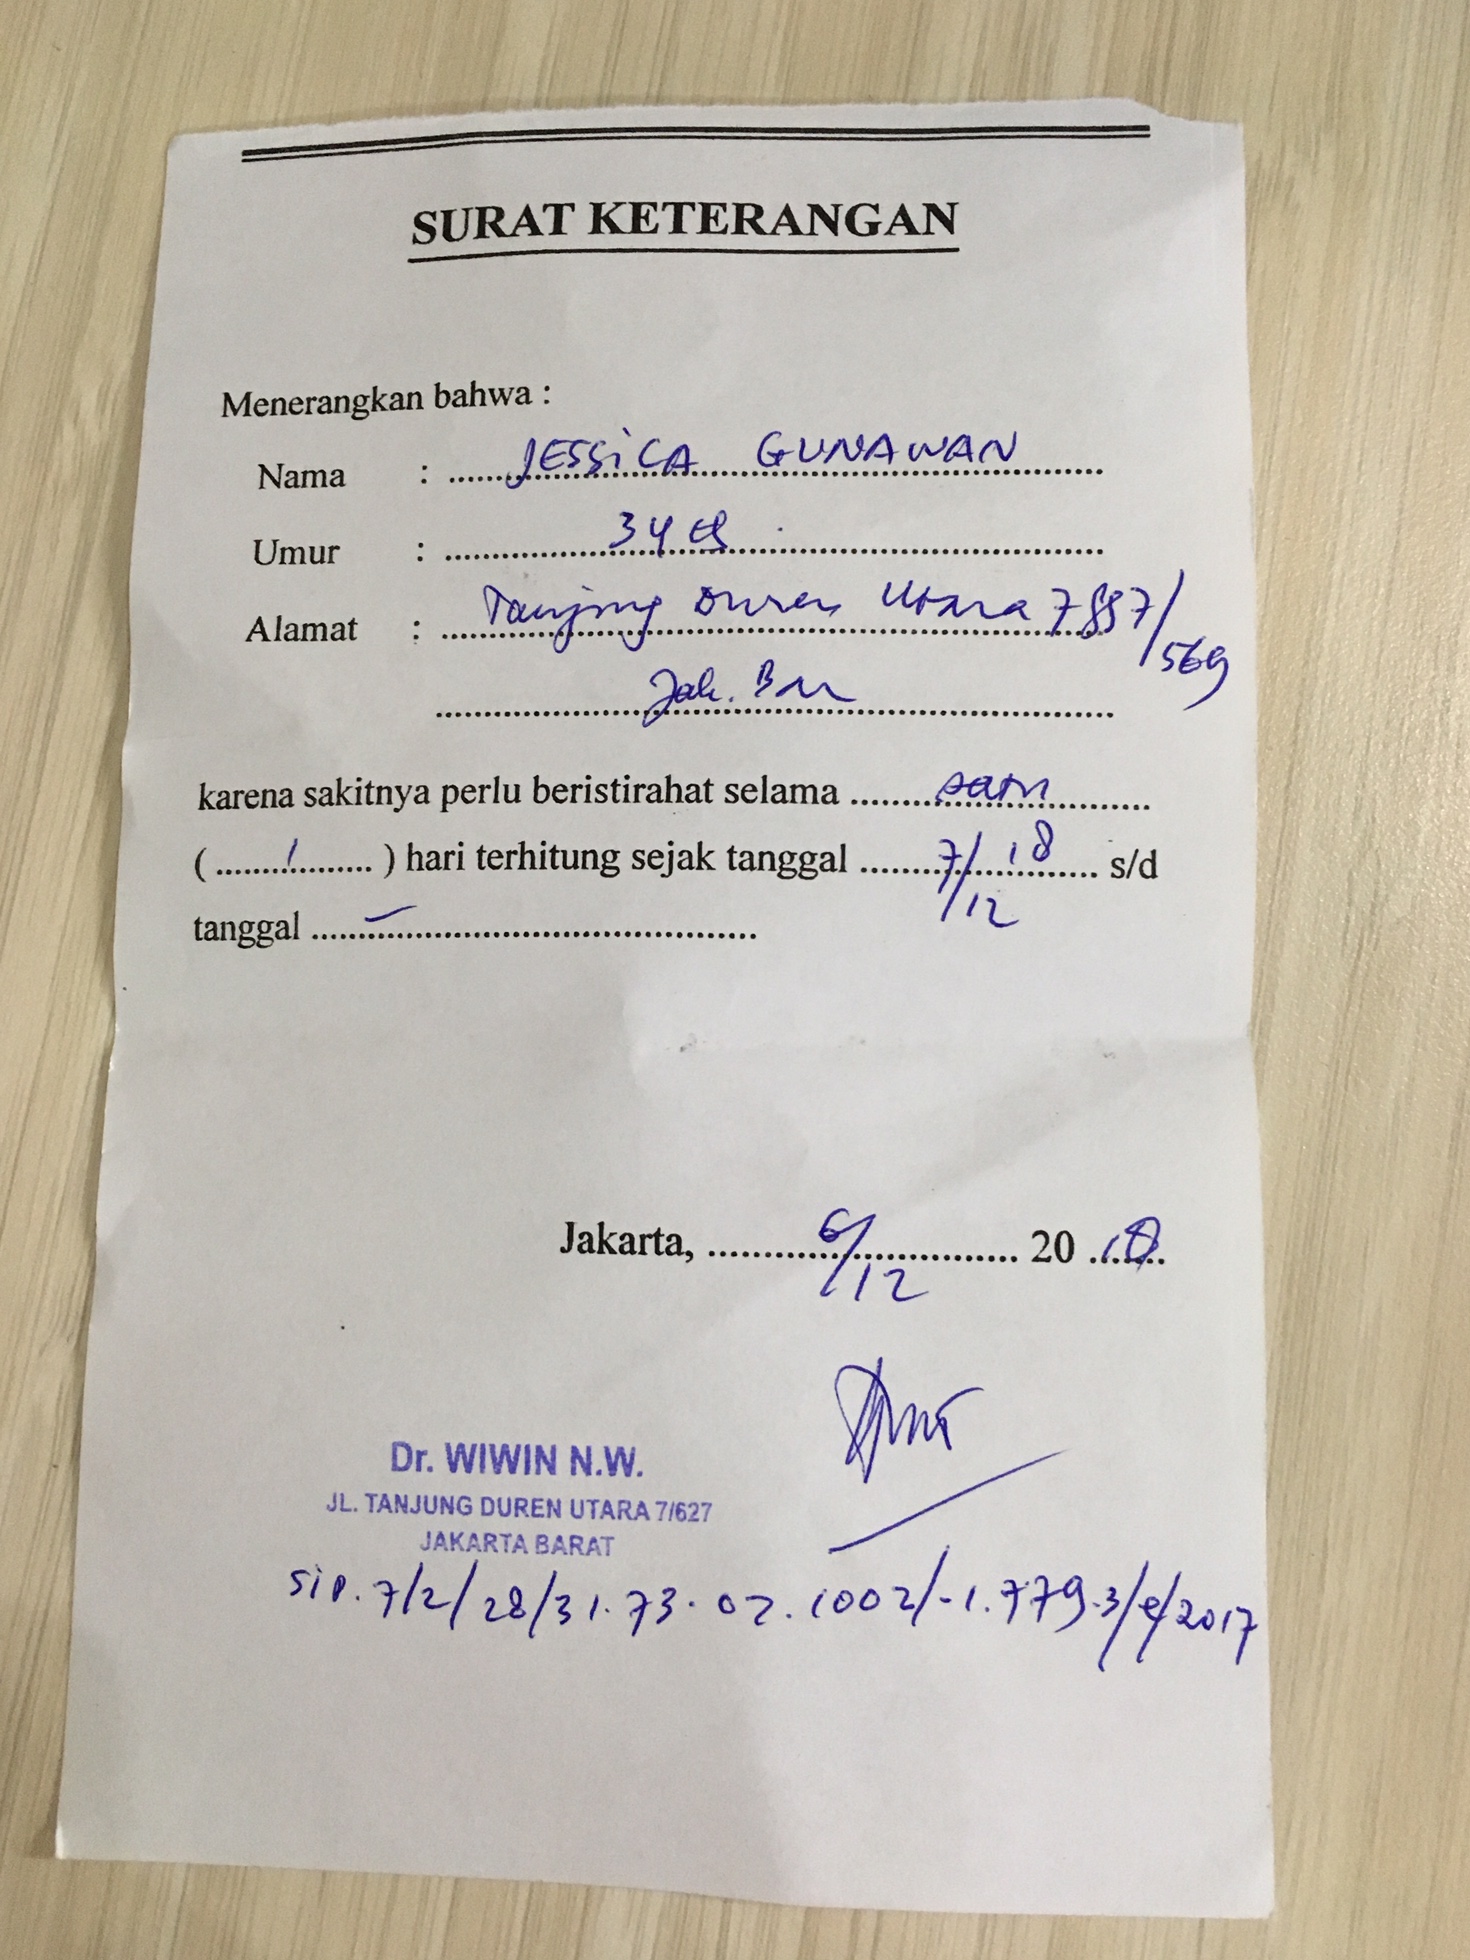 SURAT KETERANGAN
Menerangkan bahwa :
Nama : JESSICA GUNAWAN
Umur : 34 th
Alamat : Tanjung Duren Utara 7
569
Jak. Bar
karena sakitnya perlu beristirahat selama satu
( 1 ) hari terhitung sejak tanggal 7/12 18 s/d
tanggal –
Jakarta, 6/12 20 18
Dr. WIWIN N.W.
JL. TANJUNG DUREN UTARA 7/627
JAKARTA BARAT
SIP. 7/2/28/31.73.02.1002/-1.779.3/e/2017